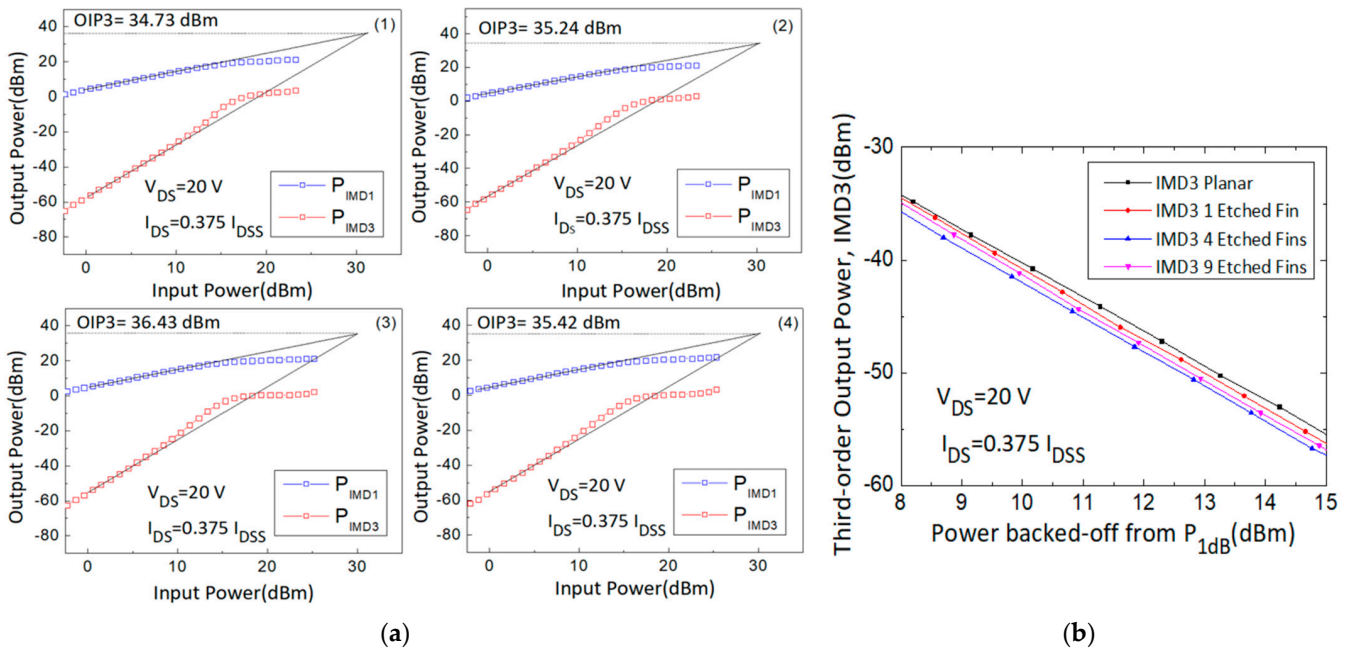 OIP3= 34.73 dBm
(1)
Output Power(dBm)
40
20
0
-20
-40
-60
-80
V_DS=20 V
I_DS=0.375 I_DSS
P_IMD1
P_IMD3
0 10 20 30
Input Power(dBm)
OIP3= 35.24 dBm
(2)
Output Power(dBm)
40
20
0
-20
-40
-60
-80
V_DS=20 V
I_DS=0.375 I_DSS
P_IMD1
P_IMD3
0 10 20 30
Input Power(dBm)
OIP3= 36.43 dBm
(3)
Output Power(dBm)
40
20
0
-20
-40
-60
-80
V_DS=20 V
I_DS=0.375 I_DSS
P_IMD1
P_IMD3
0 10 20 30
Input Power(dBm)
OIP3= 35.42 dBm
(4)
Output Power(dBm)
40
20
0
-20
-40
-60
-80
V_DS=20 V
I_DS=0.375 I_DSS
P_IMD1
P_IMD3
0 10 20 30
Input Power(dBm)
(a)
Third-order Output Power, IMD3(dBm)
-30
-40
-50
-60
IMD3 Planar
IMD3 1 Etched Fin
IMD3 4 Etched Fins
IMD3 9 Etched Fins
V_DS=20 V
I_DS=0.375 I_DSS
8 9 10 11 12 13 14 15
Power backed-off from P_1dB(dBm)
(b)